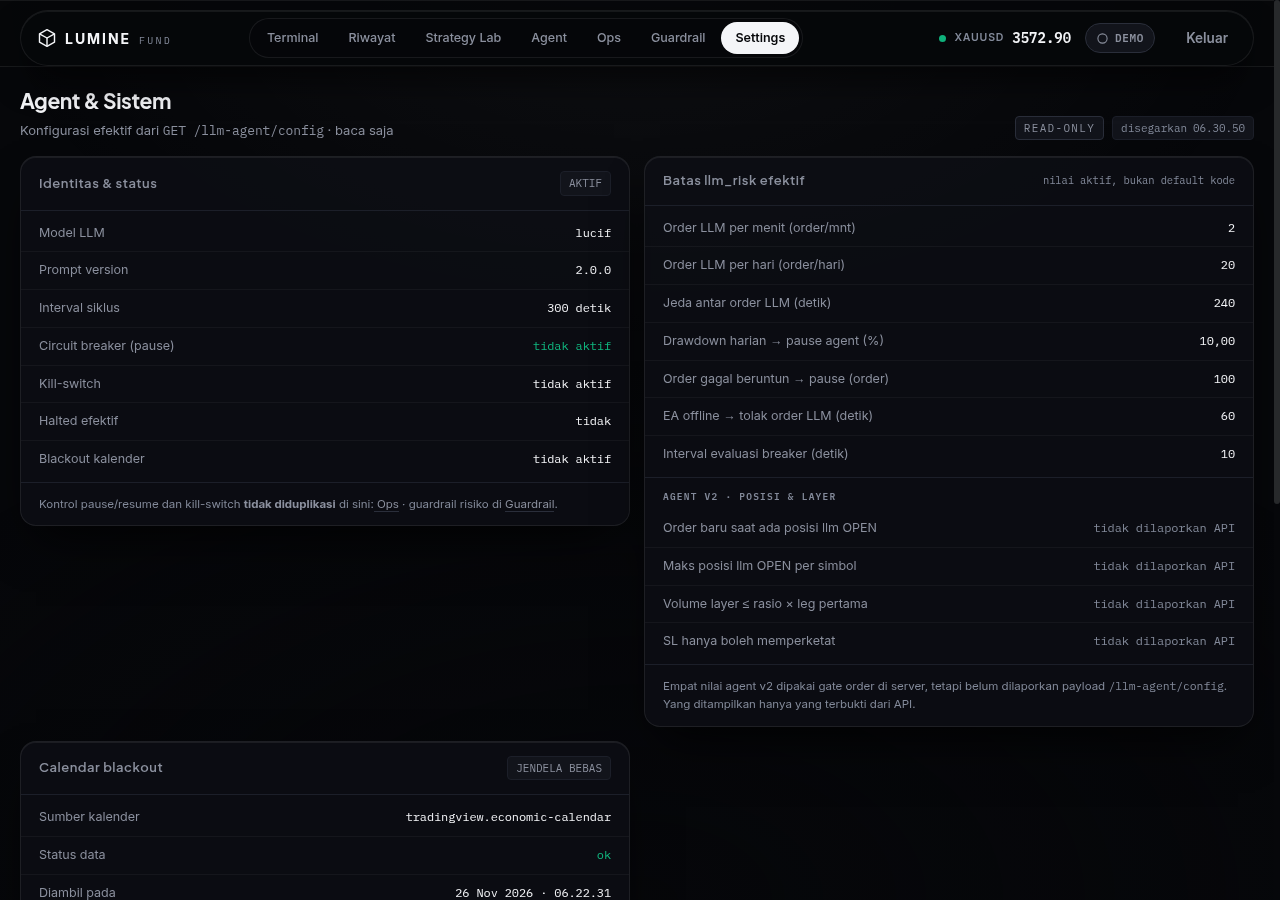 LUMINE FUND
Terminal Riwayat Strategy Lab Agent Ops Guardrail Settings
XAUUSD 3572.90 DEMO Keluar
Agent & Sistem
Konfigurasi efektif dari GET /llm-agent/config · baca saja
READ-ONLY disegarkan 06.30.50
Identitas & status AKTIF
Model LLM lucif
Prompt version 2.0.0
Interval siklus 300 detik
Circuit breaker (pause) tidak aktif
Kill-switch tidak aktif
Halted efektif tidak
Blackout kalender tidak aktif
Kontrol pause/resume dan kill-switch tidak diduplikasi di sini: Ops · guardrail risiko di Guardrail.
Batas llm_risk efektif nilai aktif, bukan default kode
Order LLM per menit (order/mnt) 2
Order LLM per hari (order/hari) 20
Jeda antar order LLM (detik) 240
Drawdown harian → pause agent (%) 10,00
Order gagal beruntun → pause (order) 100
EA offline → tolak order LLM (detik) 60
Interval evaluasi breaker (detik) 10
AGENT V2 · POSISI & LAYER
Order baru saat ada posisi llm OPEN tidak dilaporkan API
Maks posisi llm OPEN per simbol tidak dilaporkan API
Volume layer ≤ rasio × leg pertama tidak dilaporkan API
SL hanya boleh memperketat tidak dilaporkan API
Empat nilai agent v2 dipakai gate order di server, tetapi belum dilaporkan payload /llm-agent/config.
Yang ditampilkan hanya yang terbukti dari API.
Calendar blackout JENDELA BEBAS
Sumber kalender tradingview.economic-calendar
Status data ok
Diambil pada 26 Nov 2026 · 06.22.31